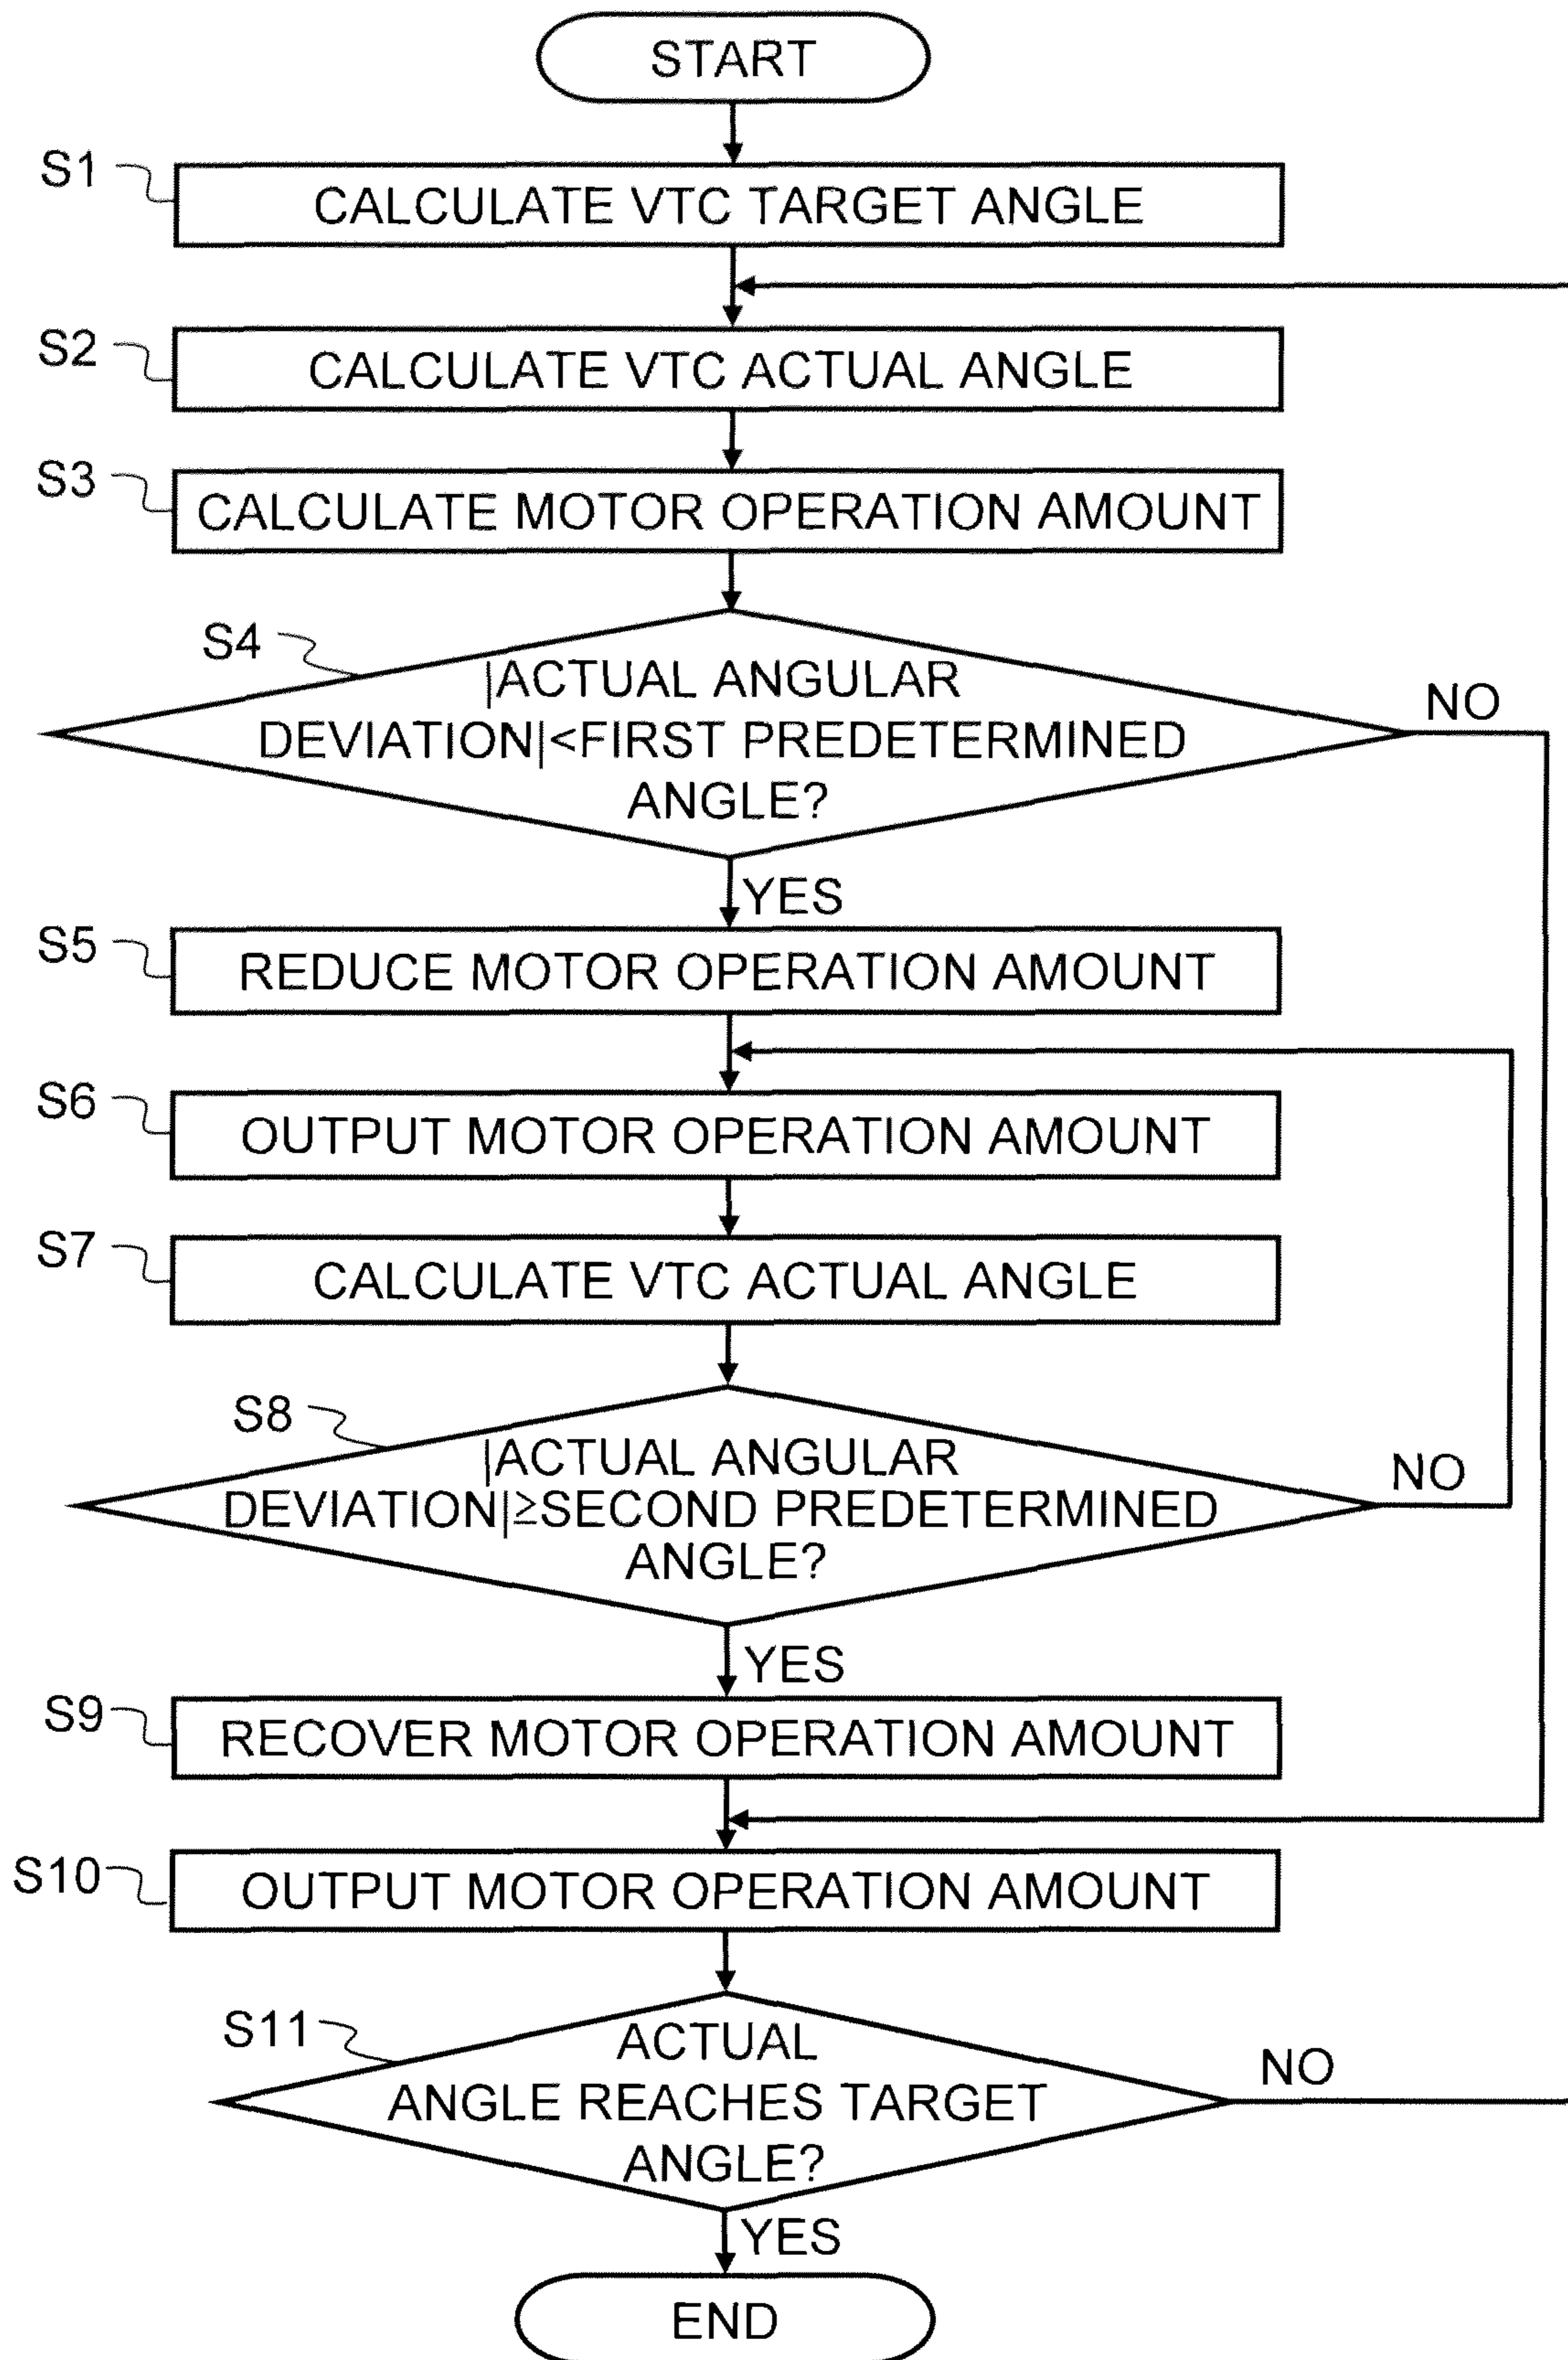 START
S1
CALCULATE VTC TARGET ANGLE
S2
CALCULATE VTC ACTUAL ANGLE
S3
CALCULATE MOTOR OPERATION AMOUNT
S4
|ACTUAL ANGULAR
DEVIATION|<FIRST PREDETERMINED
ANGLE?
NO
YES
S5
REDUCE MOTOR OPERATION AMOUNT
S6
OUTPUT MOTOR OPERATION AMOUNT
S7
CALCULATE VTC ACTUAL ANGLE
S8
|ACTUAL ANGULAR
DEVIATION|≥SECOND PREDETERMINED
ANGLE?
NO
YES
S9
RECOVER MOTOR OPERATION AMOUNT
S10
OUTPUT MOTOR OPERATION AMOUNT
S11
ACTUAL
ANGLE REACHES TARGET
ANGLE?
NO
YES
END